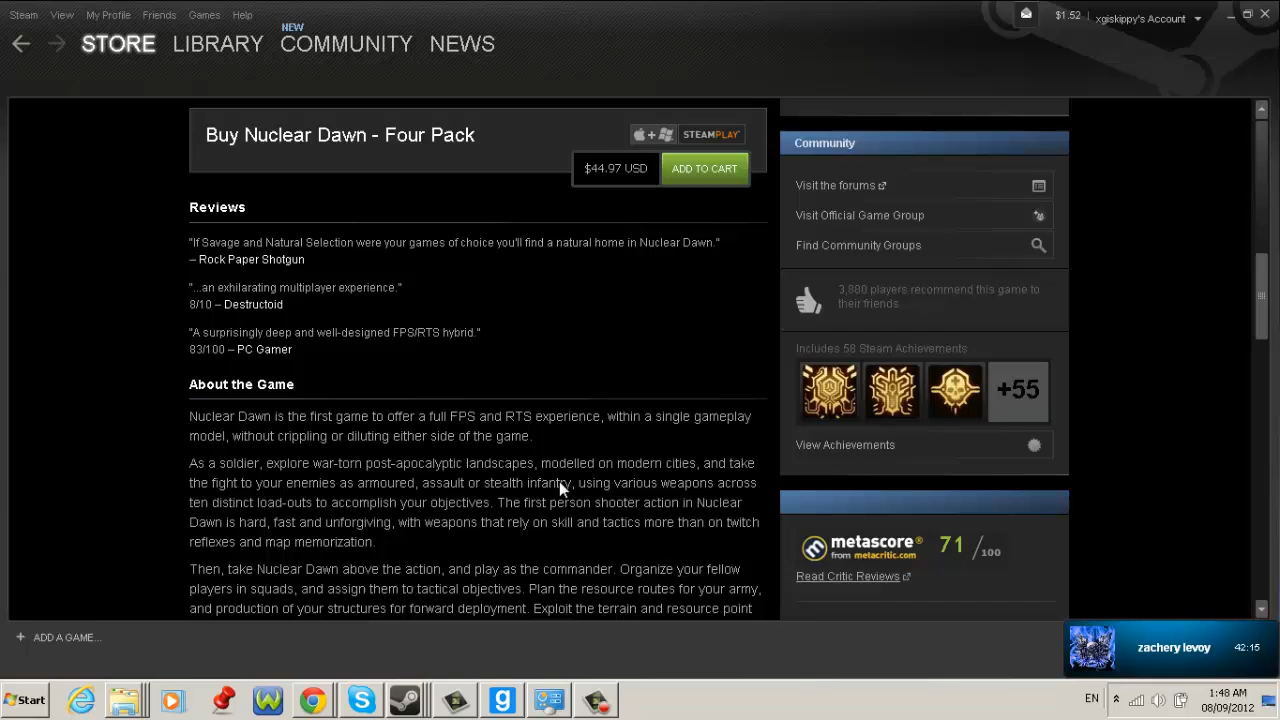 Steam View My Profile Friends Games Help
$1.52 xgiskippy's Account
NEW
STORE LIBRARY COMMUNITY NEWS
Buy Nuclear Dawn - Four Pack
+ STEAMPLAY
$44.97 USD ADD TO CART
Reviews
"If Savage and Natural Selection were your games of choice you'll find a natural home in Nuclear Dawn."
– Rock Paper Shotgun
"...an exhilarating multiplayer experience."
8/10 – Destructoid
"A surprisingly deep and well-designed FPS/RTS hybrid."
83/100 – PC Gamer
About the Game
Nuclear Dawn is the first game to offer a full FPS and RTS experience, within a single gameplay
model, without crippling or diluting either side of the game.
As a soldier, explore war-torn post-apocalyptic landscapes, modelled on modern cities, and take
the fight to your enemies as armoured, assault or stealth infantry, using various weapons across
ten distinct load-outs to accomplish your objectives. The first person shooter action in Nuclear
Dawn is hard, fast and unforgiving, with weapons that rely on skill and tactics more than on twitch
reflexes and map memorization.
Then, take Nuclear Dawn above the action, and play as the commander. Organize your fellow
players in squads, and assign them to tactical objectives. Plan the resource routes for your army,
and production of your structures for forward deployment. Exploit the terrain and resource point
Community
Visit the forums
Visit Official Game Group
Find Community Groups
3,880 players recommend this game to
their friends.
Includes 58 Steam Achievements
+55
View Achievements
metascore®
from metacritic.com
71 /100
Read Critic Reviews
+ ADD A GAME...
zachery levoy 42:15
Start
EN
1:48 AM
08/09/2012